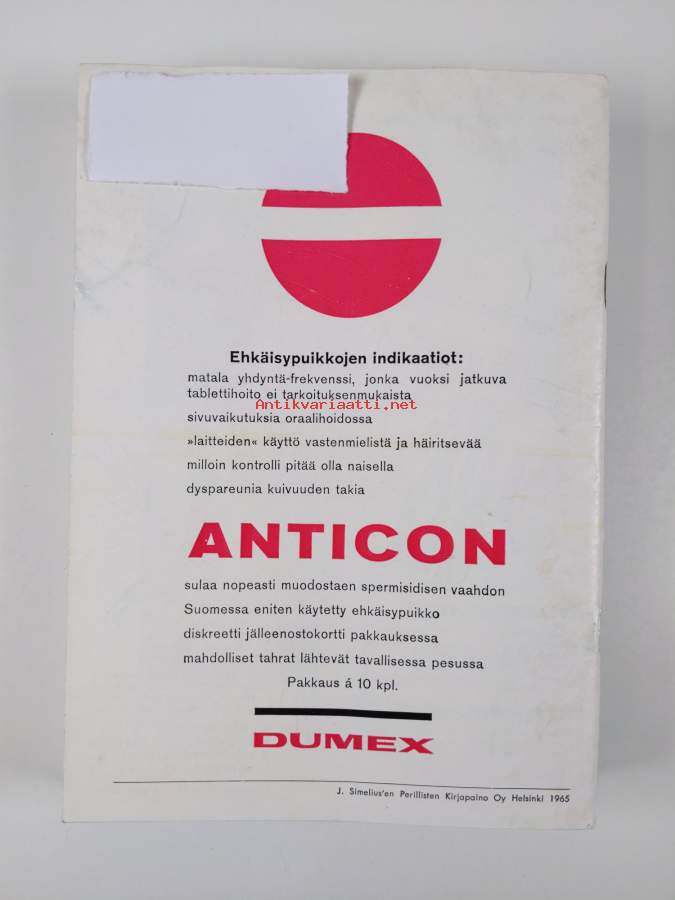 Ehkäisypuikkojen indikaatiot:
matala yhdyntä-frekvenssi, jonka vuoksi jatkuva
tablettihoito ei tarkoituksenmukaista
Antikvariaatti.net
sivuvaikutuksia oraalihoidossa
»laitteiden« käyttö vastenmielistä ja häiritsevää
milloin kontrolli pitää olla naisella
dyspareunia kuivuuden takia
ANTICON
sulaa nopeasti muodostaen spermisidisen vaahdon
Suomessa eniten käytetty ehkäisypuikko
diskreetti jälleenostokortti pakkauksessa
mahdolliset tahrat lähtevät tavallisessa pesussa
Pakkaus á 10 kpl.
DUMEX
J. Simelius'en Perillisten Kirjapaino Oy Helsinki 1965